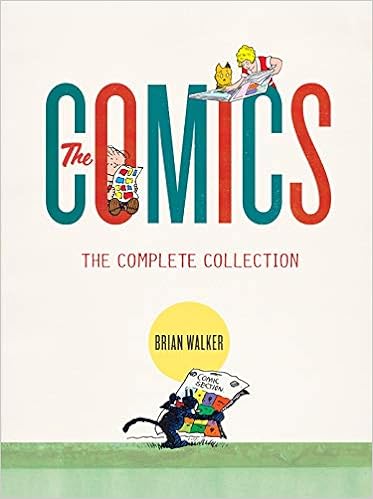 The
COMICS
THE COMPLETE COLLECTION
BRIAN WALKER
COMIC
SECTION